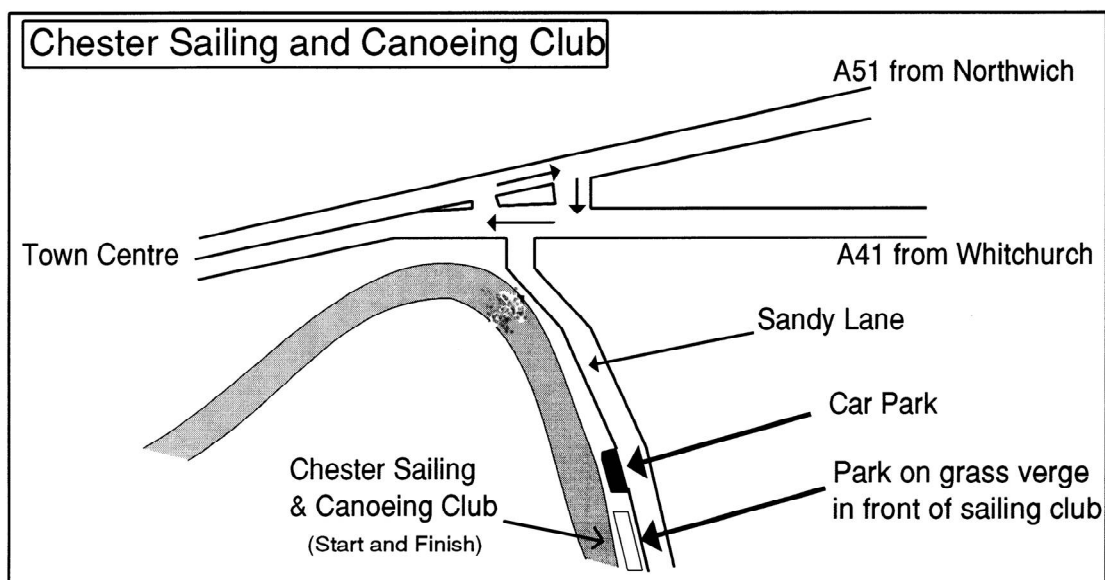 Chester Sailing and Canoeing Club
A51 from Northwich
Town Centre
A41 from Whitchurch
Sandy Lane
Car Park
Chester Sailing
& Canoeing Club
(Start and Finish)
Park on grass verge
in front of sailing club